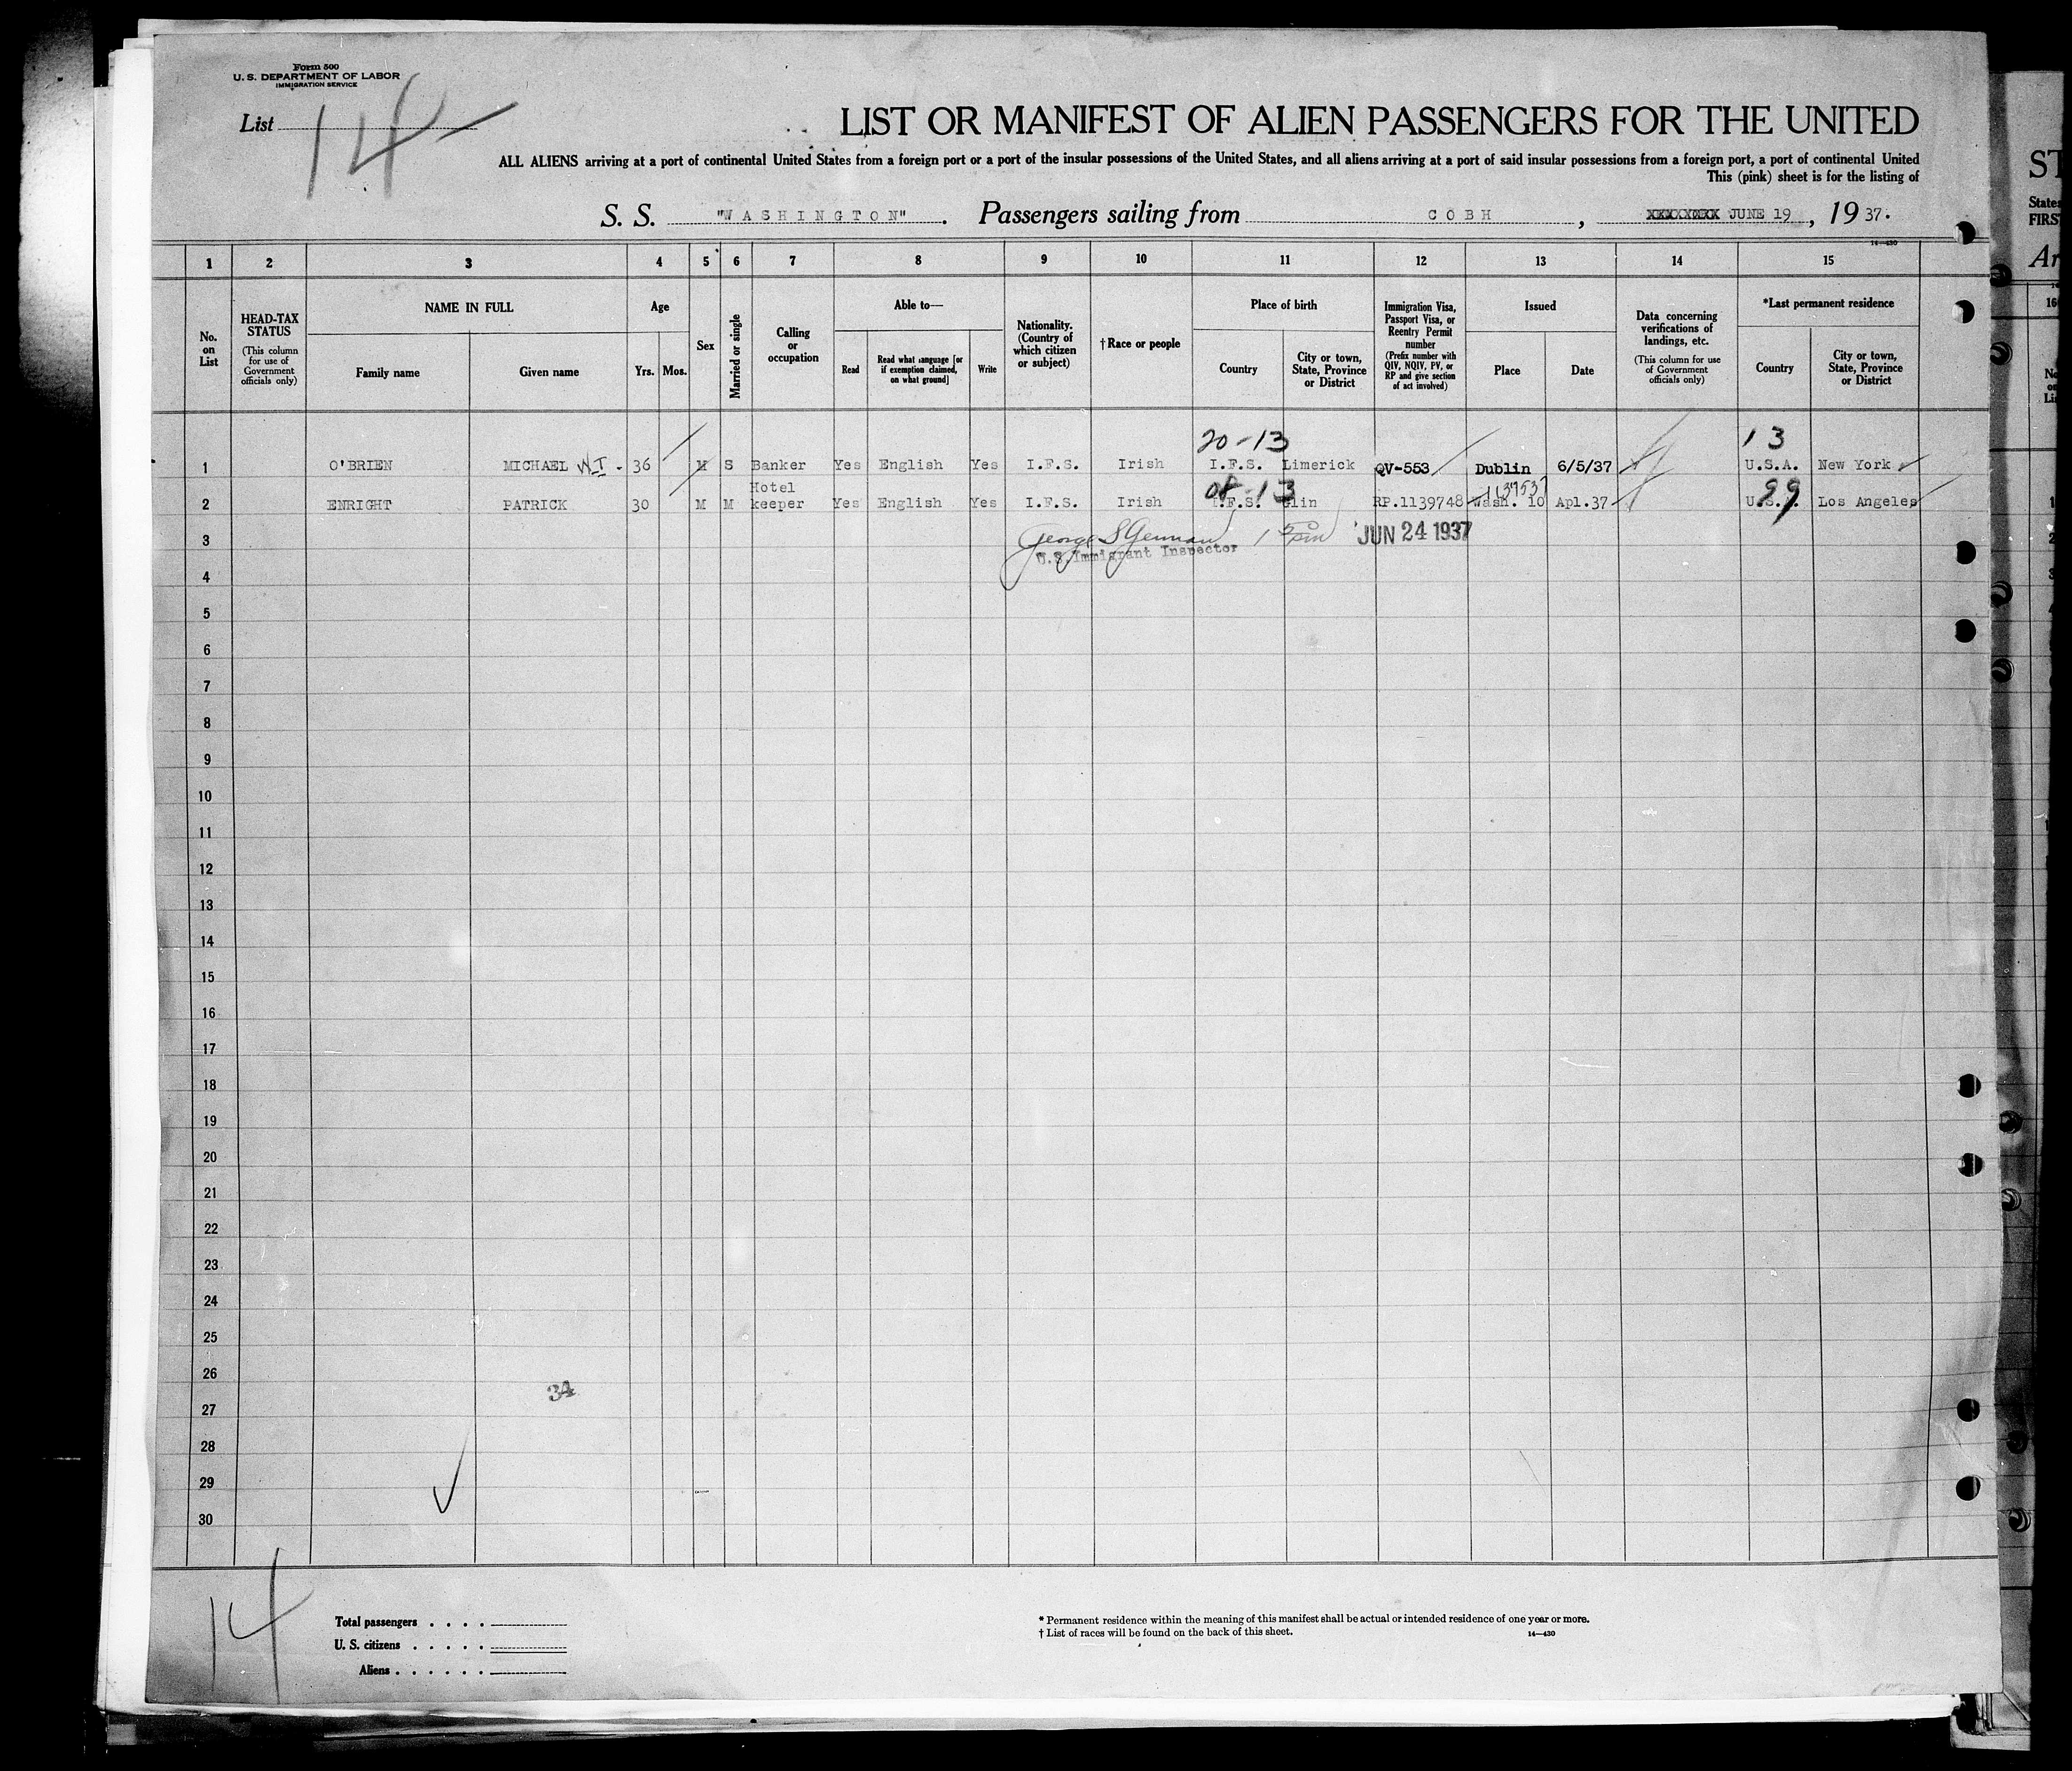 Form 500
U. S. DEPARTMENT OF LABOR
IMMIGRATION SERVICE
List 14
LIST OR MANIFEST OF ALIEN PASSENGERS FOR THE UNITED
ALL ALIENS arriving at a port of continental United States from a foreign port or a port of the insular possessions of the United States, and all aliens arriving at a port of said insular possessions from a foreign port, a port of continental United
This (pink) sheet is for the listing of
S. S. "WASHINGTON". Passengers sailing from COBH, JUNE 19, 19 37.
14—430
1 2 3 4 5 6 7 8 9 10 11 12 13 14 15
No. on List
HEAD-TAX STATUS
(This column for use of Government officials only)
NAME IN FULL
Family name
Given name
Age
Yrs. Mos.
Sex
Married or single
Calling or occupation
Able to—
Read
Read what language [or if exemption claimed, on what ground]
Write
Nationality. (Country of which citizen or subject)
† Race or people
Place of birth
Country
City or town, State, Province or District
Immigration Visa, Passport Visa, or Reentry Permit number
(Prefix number with QIV, NQIV, PV, or RP and give section of act involved)
Issued
Place
Date
Data concerning verifications of landings, etc.
(This column for use of Government officials only)
*Last permanent residence
Country
City or town, State, Province or District
20-13
13
1 O'BRIEN MICHAEL 36 M S Banker Yes English Yes I.F.S. Irish I.F.S. Limerick QV-553 Dublin 6/5/37 U.S.A. New York
08-13
1139537
99
2 ENRIGHT PATRICK 30 M M Hotel keeper Yes English Yes I.F.S. Irish I.F.S. Glin RP.1139748 Wash. 10 Apl.37 Los Angeles
3
U.S. Immigrant Inspector
JUN 24 1937
4
5
6
7
8
9
10
11
12
13
14
15
16
17
18
19
20
21
22
23
24
25
26
34
27
28
29
30
14
Total passengers
U. S. citizens
Aliens
* Permanent residence within the meaning of this manifest shall be actual or intended residence of one year or more.
† List of races will be found on the back of this sheet.
14—430
ST
States
FIRS
Ar